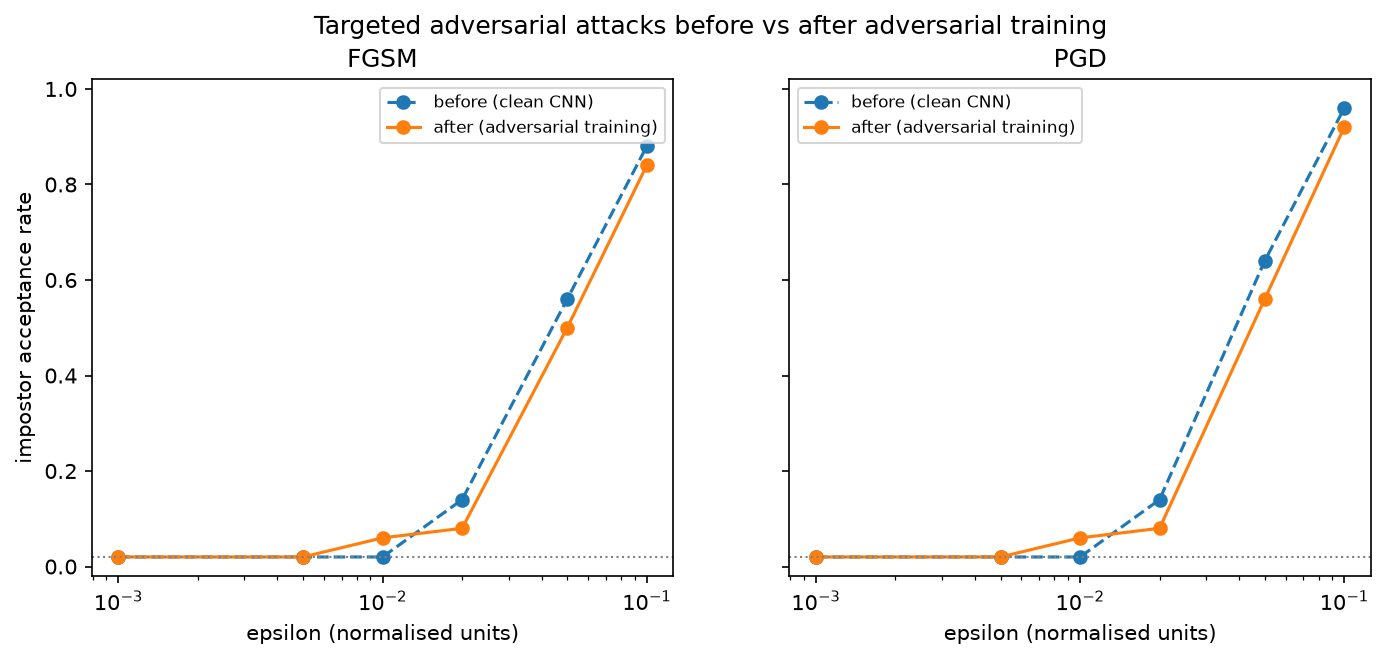 Targeted adversarial attacks before vs after adversarial training
FGSM
before (clean CNN)
after (adversarial training)
1.0
0.8
0.6
0.4
0.2
0.0
impostor acceptance rate
10⁻³
10⁻²
10⁻¹
epsilon (normalised units)
PGD
before (clean CNN)
after (adversarial training)
10⁻³
10⁻²
10⁻¹
epsilon (normalised units)